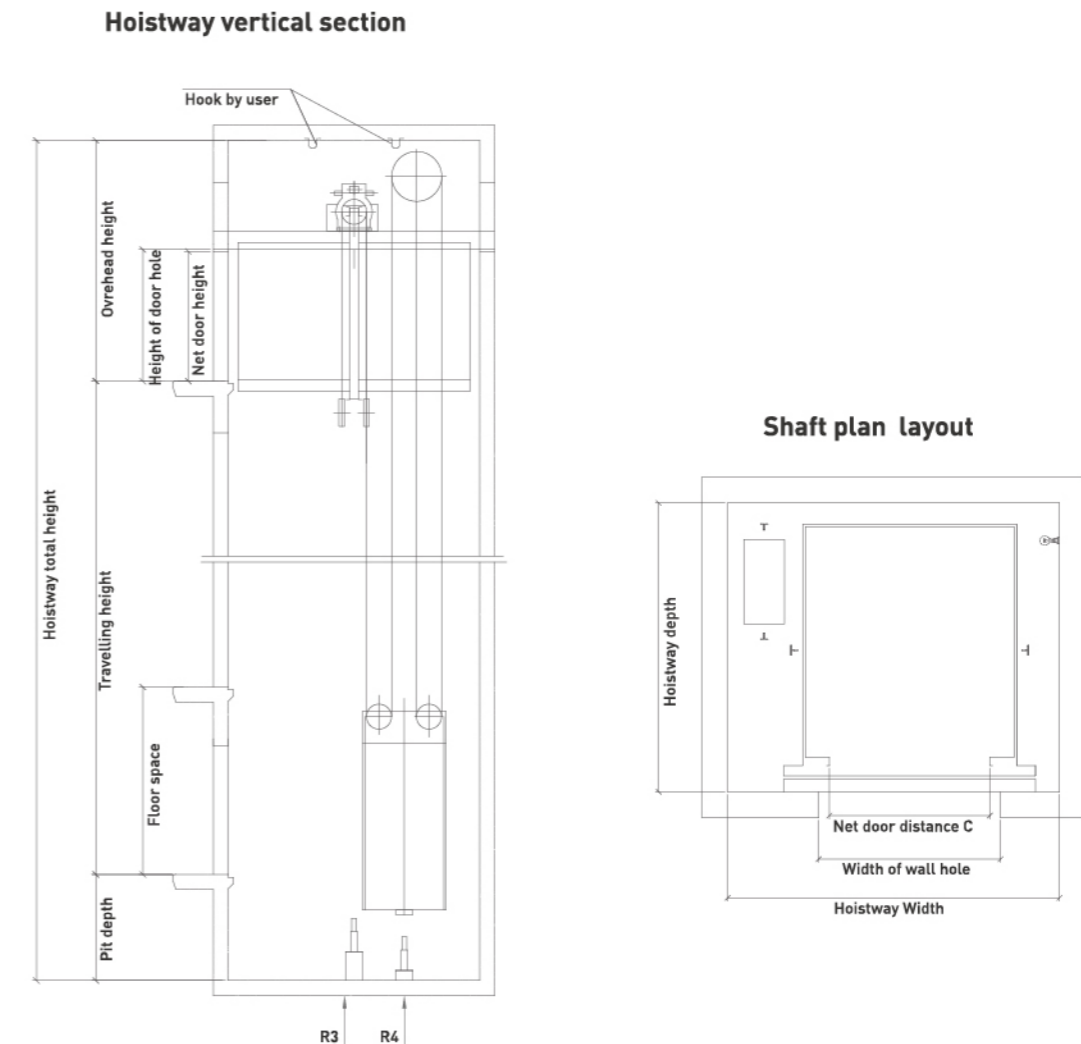 Hoistway vertical section
Hook by user
Ovrehead height
Height of door hole
Net door height
Hoistway total height
Travelling height
Floor space
Pit depth
R3
R4
Shaft plan layout
Hoistway depth
Net door distance C
Width of wall hole
Hoistway Width